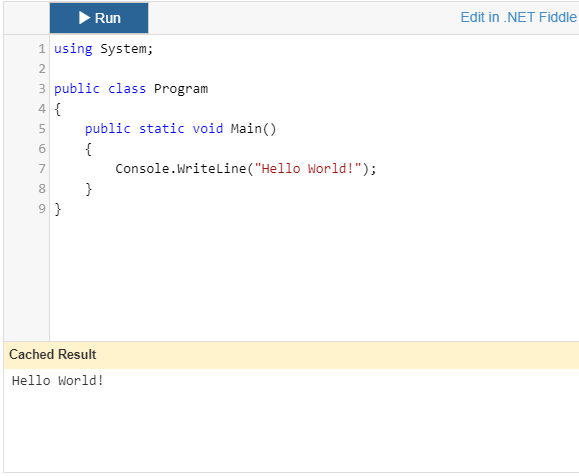 ▶ Run
Edit in .NET Fiddle
1 using System;
2
3 public class Program
4 {
5     public static void Main()
6     {
7         Console.WriteLine("Hello World!");
8     }
9 }
Cached Result
Hello World!